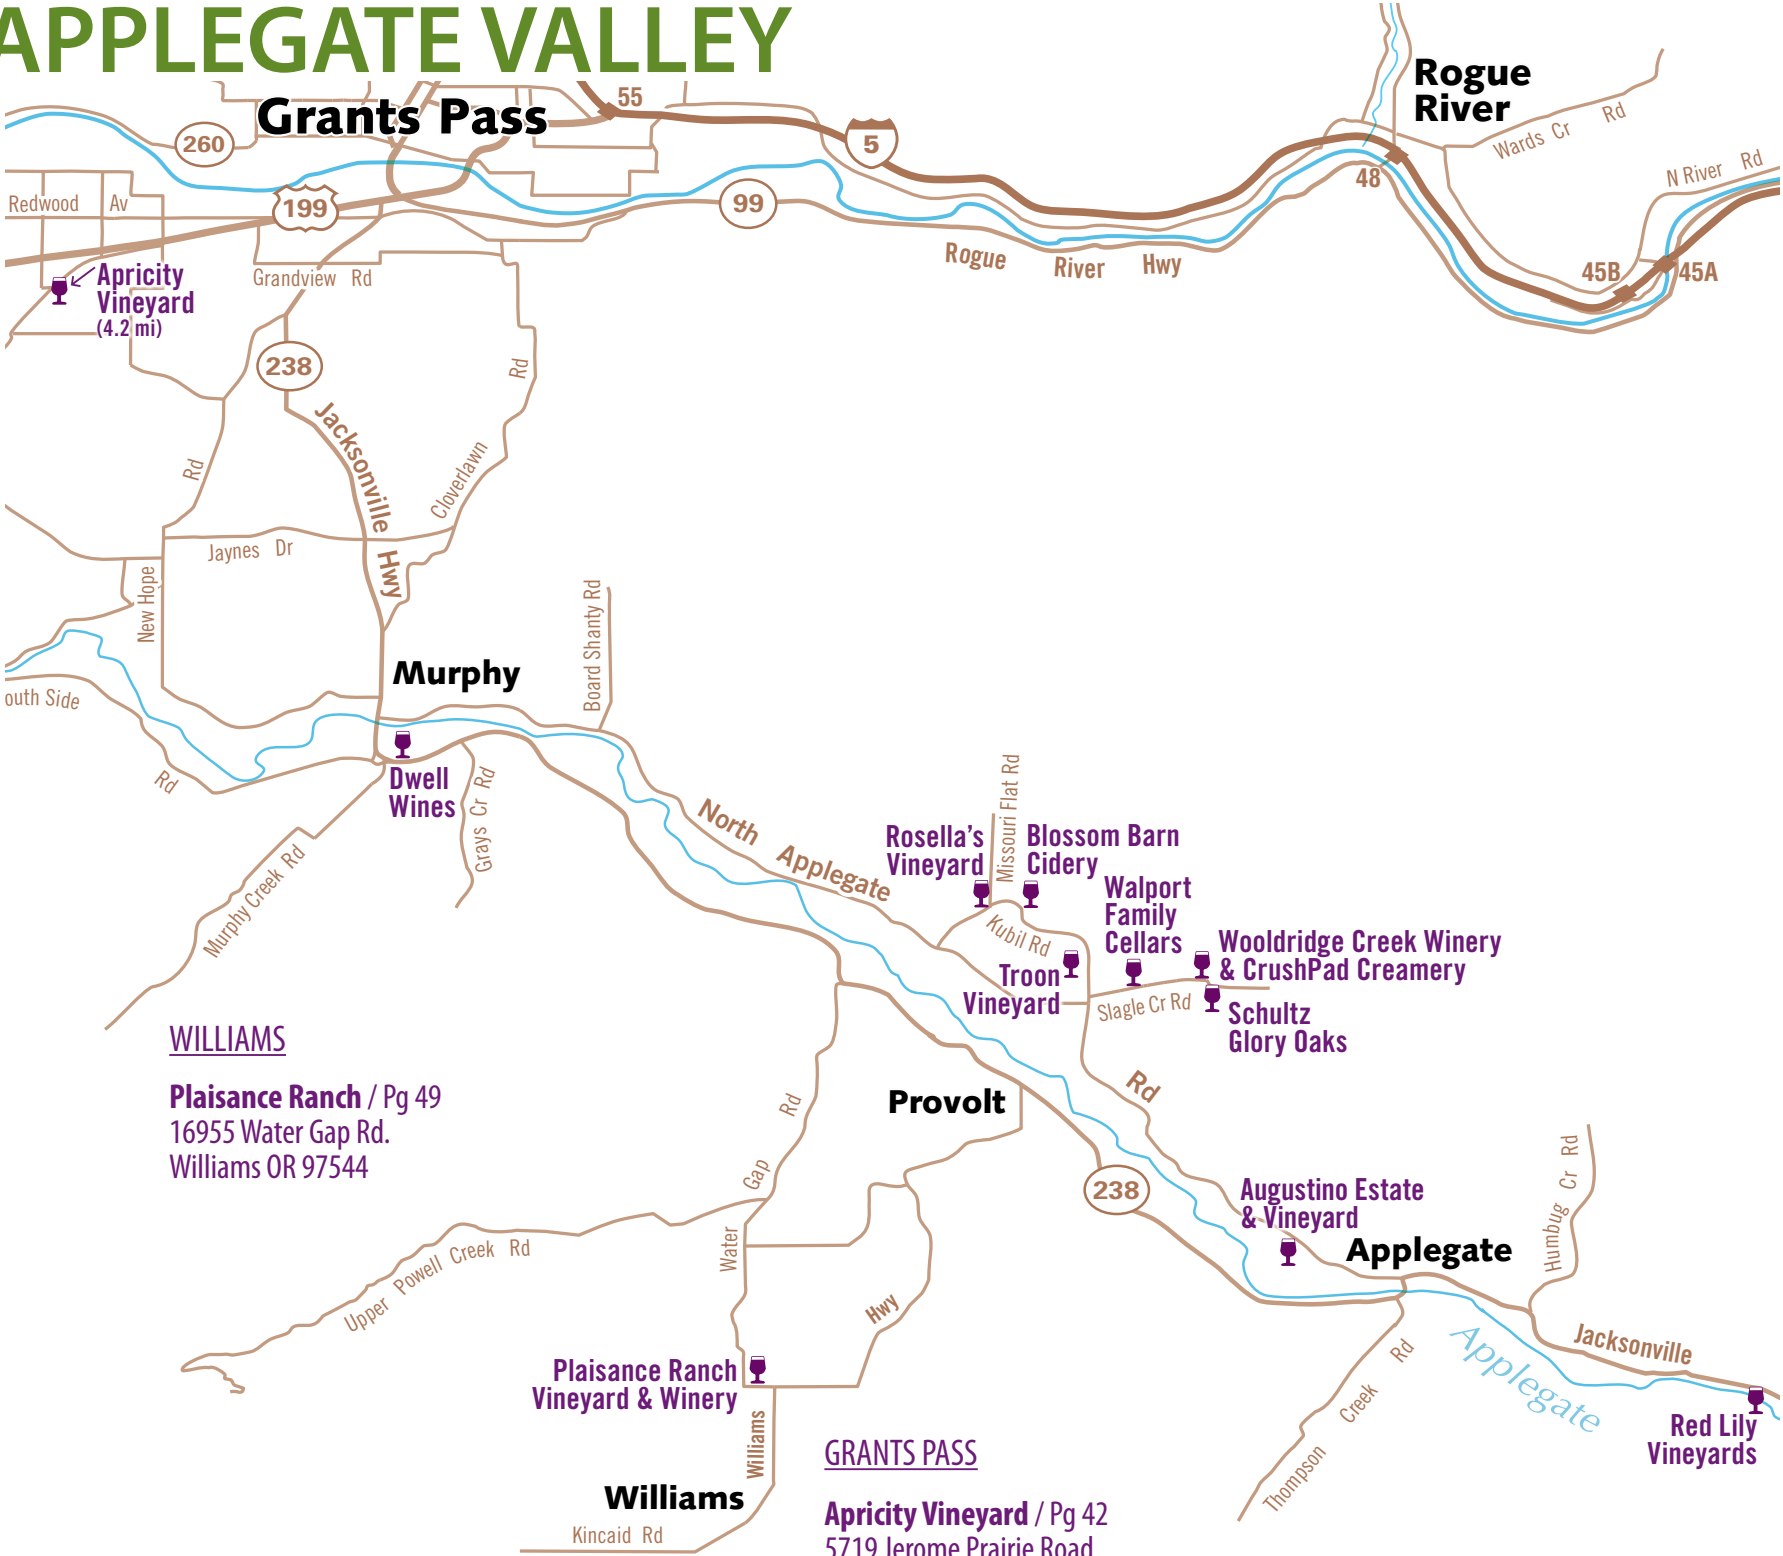 APPLEGATE VALLEY
Grants Pass
55
260
5
Rogue
River
Wards Cr Rd
N River Rd
48
Redwood Av
199
99
Rogue River Hwy
45B
45A
Apricity
Vineyard
(4.2 mi)
Grandview Rd
238
Rd
Jacksonville Hwy
Cloverlawn
Rd
Jaynes Dr
New Hope
Board Shanty Rd
Murphy
outh Side
Rd
Dwell
Wines
Grays Cr Rd
Murphy Creek Rd
North Applegate
Missouri Flat Rd
Rosella's
Vineyard
Blossom Barn
Cidery
Walport
Family
Cellars
Kubil Rd
Wooldridge Creek Winery
& CrushPad Creamery
Troon
Vineyard
Slagle Cr Rd
Schultz
Glory Oaks
WILLIAMS
Plaisance Ranch / Pg 49
16955 Water Gap Rd.
Williams OR 97544
Provolt
Rd
Rd
Gap
Water
238
Augustino Estate
& Vineyard
Applegate
Humbug Cr Rd
Upper Powell Creek Rd
Hwy
Plaisance Ranch
Vineyard & Winery
Williams
Applegate
Jacksonville
Thompson Creek Rd
Red Lily
Vineyards
Williams
Kincaid Rd
GRANTS PASS
Apricity Vineyard / Pg 42
5719 Jerome Prairie Road